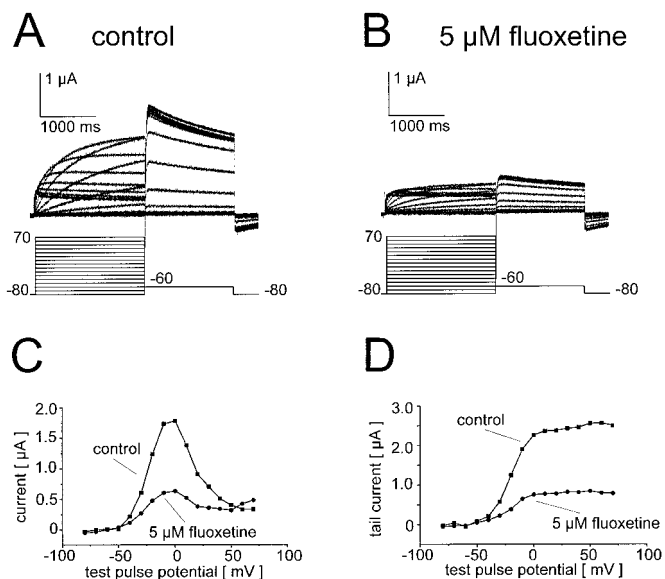 A control
B 5 µM fluoxetine
1 µA
1000 ms
1 µA
1000 ms
70
-80
-60
-80
70
-80
-60
-80
C
D
2.0
1.5
1.0
0.5
0
current [ µA]
control
5 µM fluoxetine
-100
-50
0
50
100
test pulse potential [ mV]
3.0
2.0
1.0
0
tail current [ µA]
control
5 µM fluoxetine
-100
-50
0
50
100
test pulse potential [ mV]